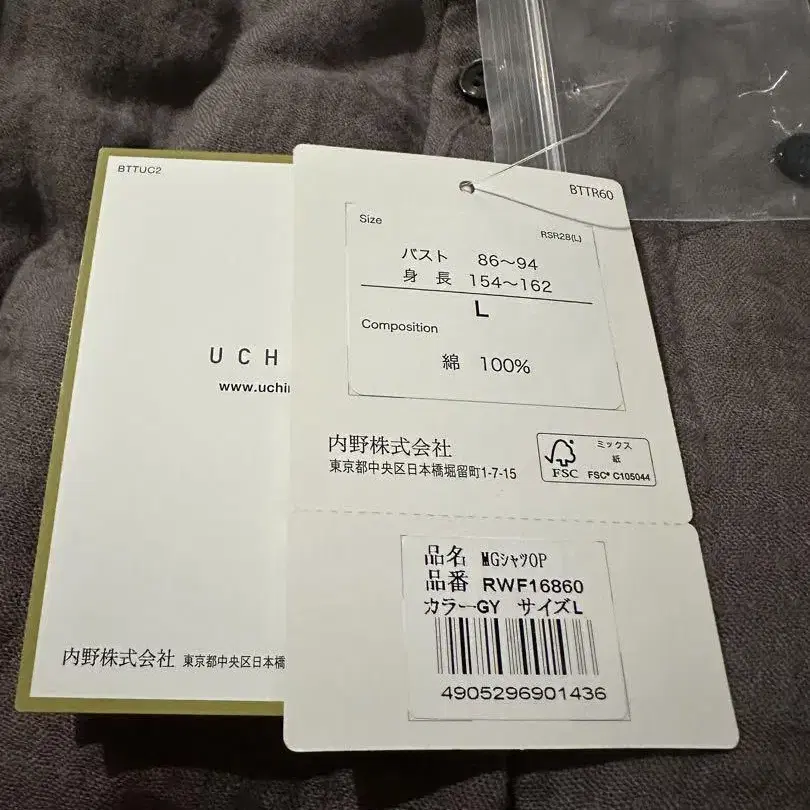 BTTUC2
UCH
www.uchi
内野株式会社 東京都中央区日本橋
BTTR60
Size
RSR28(L)
バスト 86～94
身長 154～162
L
Composition
綿 100%
内野株式会社
東京都中央区日本橋堀留町1-7-15
ミックス
紙
FSC
FSC® C105044
品名 MGシャツOP
品番 RWF16860
カラーGY サイズL
4905296901436